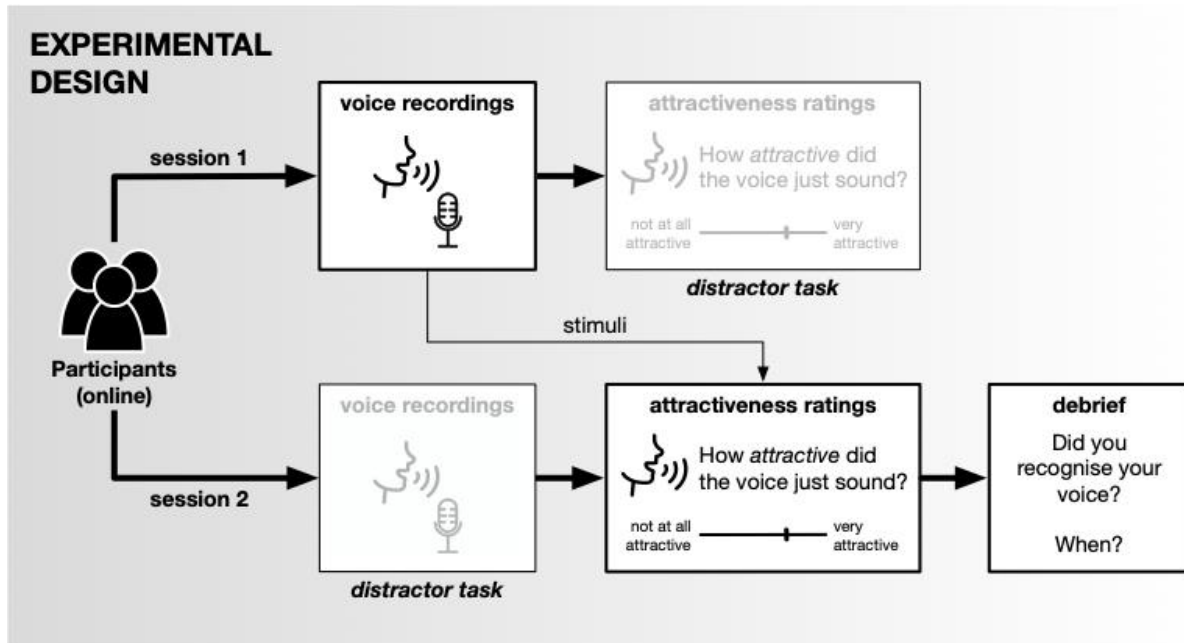 EXPERIMENTAL
DESIGN
session 1
voice recordings
attractiveness ratings
How attractive did
the voice just sound?
not at all
attractive
very
attractive
distractor task
stimuli
Participants
(online)
session 2
voice recordings
distractor task
attractiveness ratings
How attractive did
the voice just sound?
not at all
attractive
very
attractive
debrief
Did you
recognise your
voice?
When?